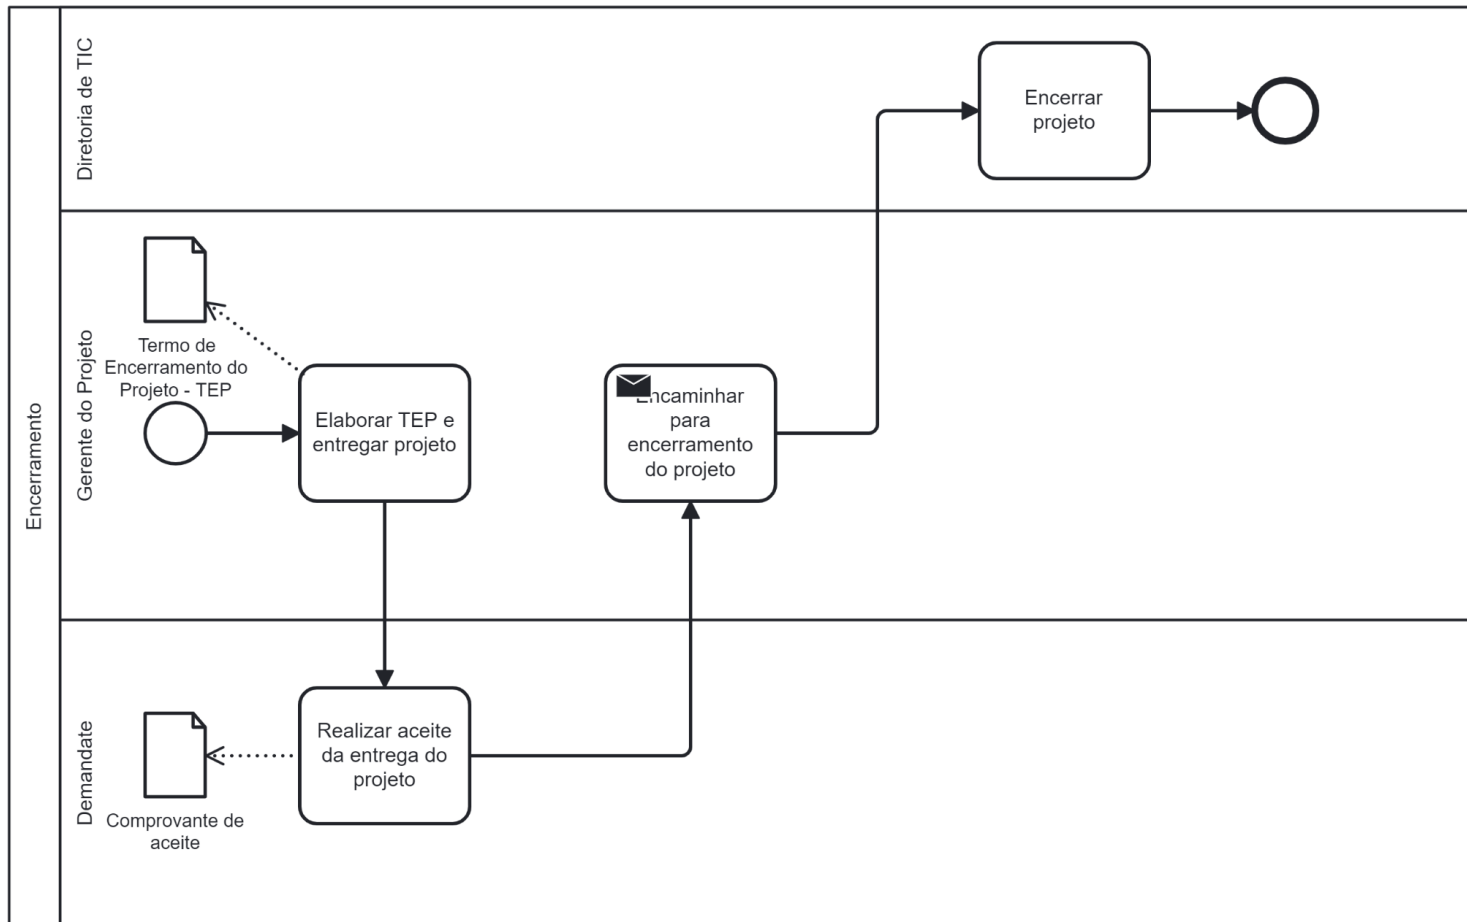 Encerramento
Diretoria de TIC
Encerrar
projeto
Gerente do Projeto
Termo de
Encerramento do
Projeto - TEP
Elaborar TEP e
entregar projeto
Encaminhar
para
encerramento
do projeto
Demandate
Realizar aceite
da entrega do
projeto
Comprovante de
aceite